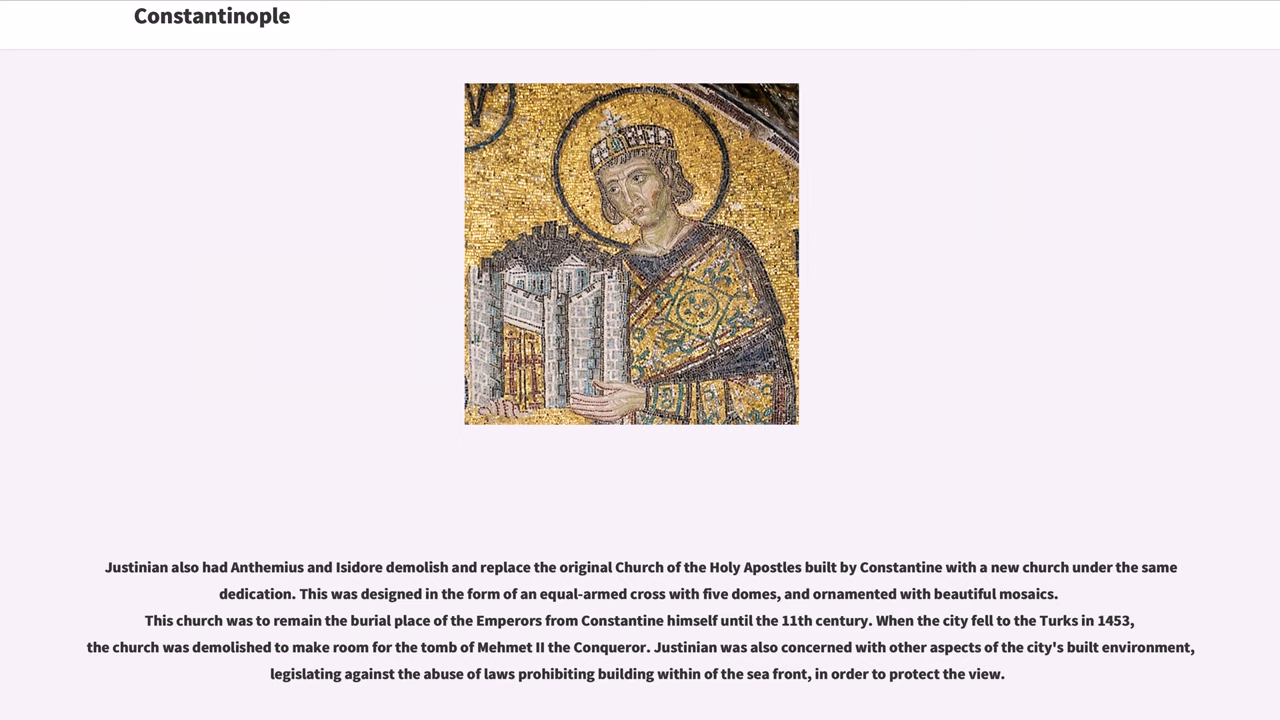 Constantinople
Justinian also had Anthemius and Isidore demolish and replace the original Church of the Holy Apostles built by Constantine with a new church under the same
dedication. This was designed in the form of an equal-armed cross with five domes, and ornamented with beautiful mosaics.
This church was to remain the burial place of the Emperors from Constantine himself until the 11th century. When the city fell to the Turks in 1453,
the church was demolished to make room for the tomb of Mehmet II the Conqueror. Justinian was also concerned with other aspects of the city's built environment,
legislating against the abuse of laws prohibiting building within of the sea front, in order to protect the view.